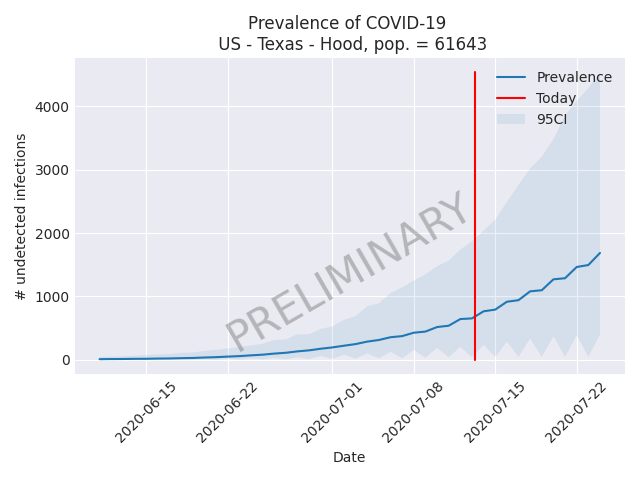 Prevalence of COVID-19
US - Texas - Hood, pop. = 61643
Prevalence
Today
95CI
4000
3000
2000
1000
0
# undetected infections
PRELIMINARY
2020-06-15
2020-06-22
2020-07-01
2020-07-08
2020-07-15
2020-07-22
Date